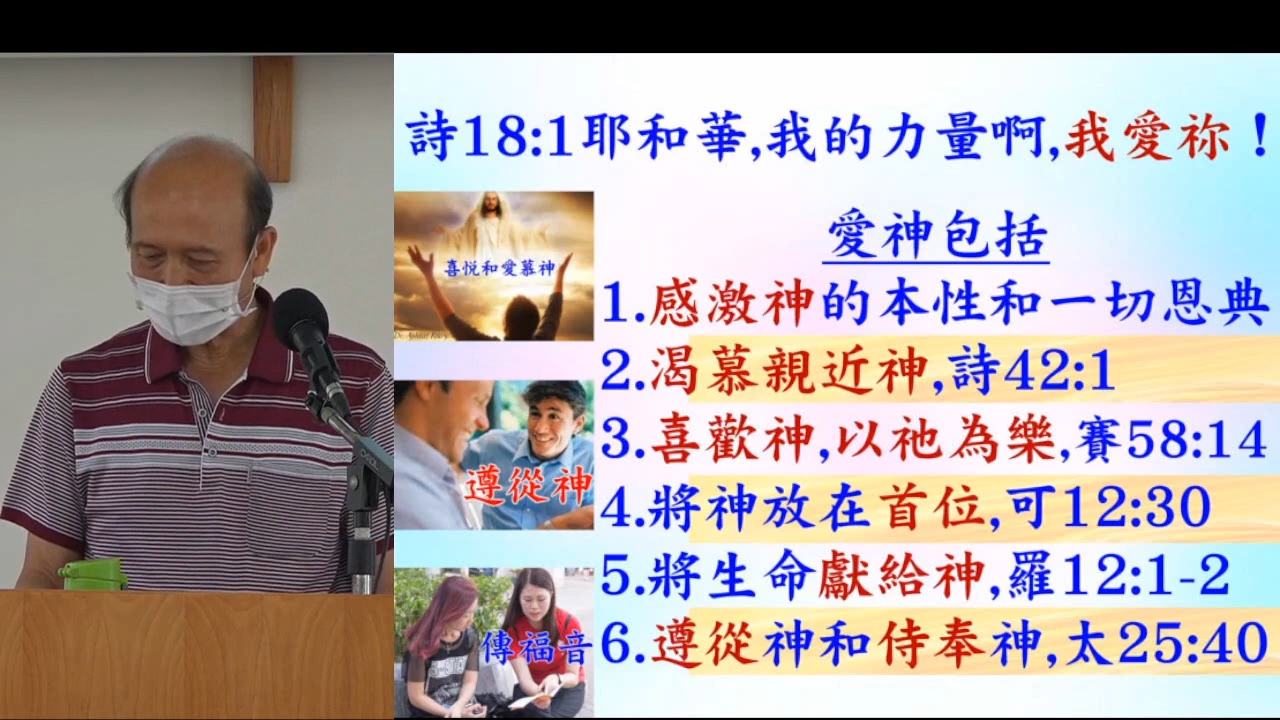 詩18:1耶和華,我的力量啊,我愛祢！
愛神包括
喜悅和愛慕神
1.感激神的本性和一切恩典
2.渴慕親近神,詩42:1
3.喜歡神,以祂為樂,賽58:14
遵從神
4.將神放在首位,可12:30
5.將生命獻給神,羅12:1-2
傳福音
6.遵從神和侍奉神,太25:40